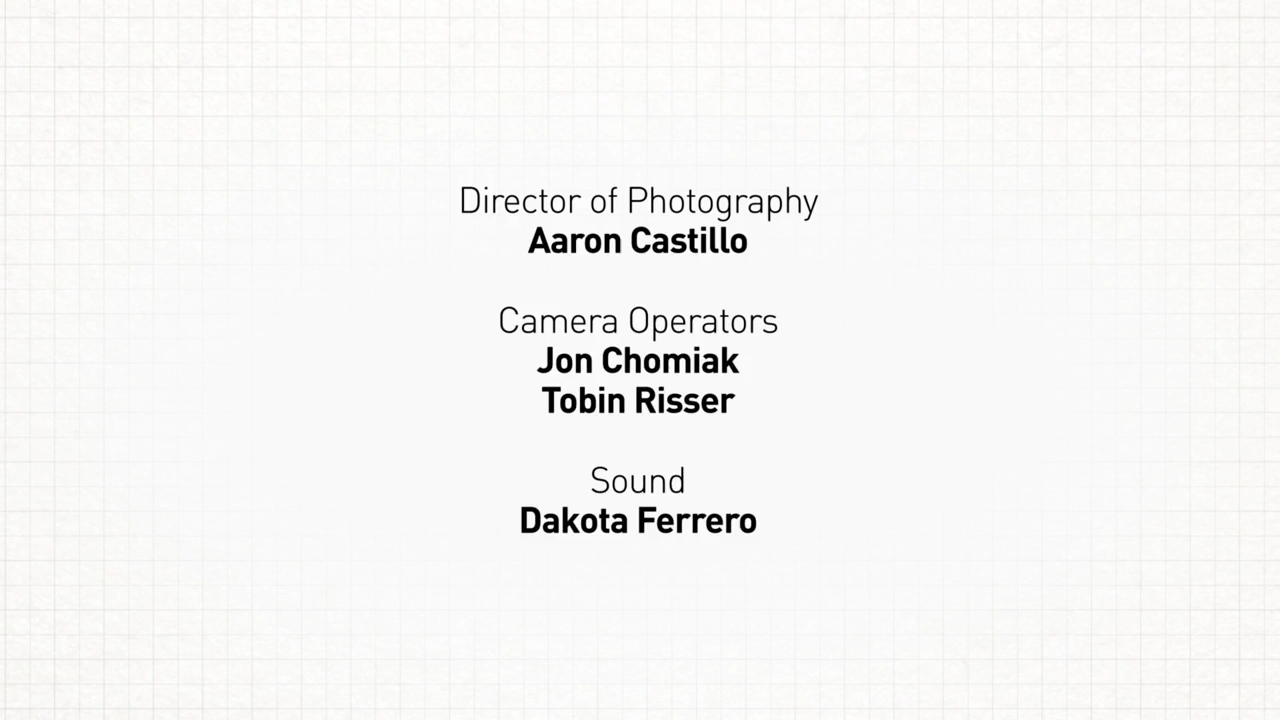 Director of Photography
Aaron Castillo
Camera Operators
Jon Chomiak
Tobin Risser
Sound
Dakota Ferrero